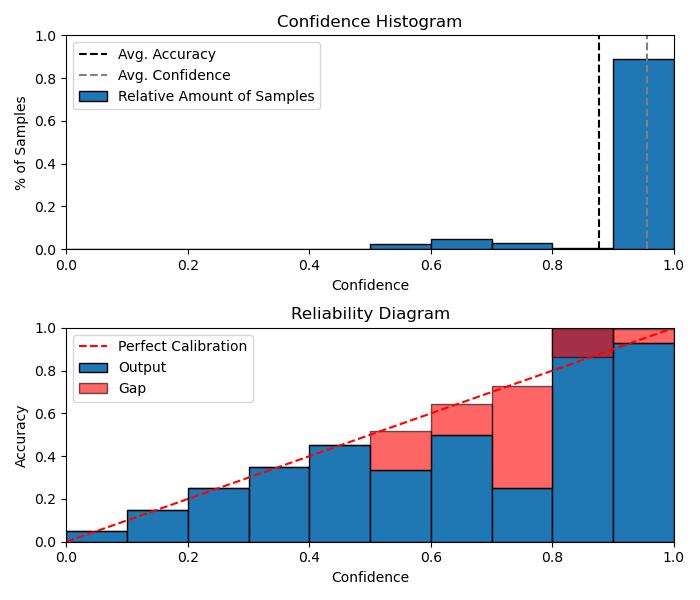 Confidence Histogram
1.0
0.8
0.6
0.4
0.2
0.0
% of Samples
Avg. Accuracy
Avg. Confidence
Relative Amount of Samples
0.0 0.2 0.4 0.6 0.8 1.0
Confidence
Reliability Diagram
1.0
0.8
0.6
0.4
0.2
0.0
Accuracy
Perfect Calibration
Output
Gap
0.0 0.2 0.4 0.6 0.8 1.0
Confidence